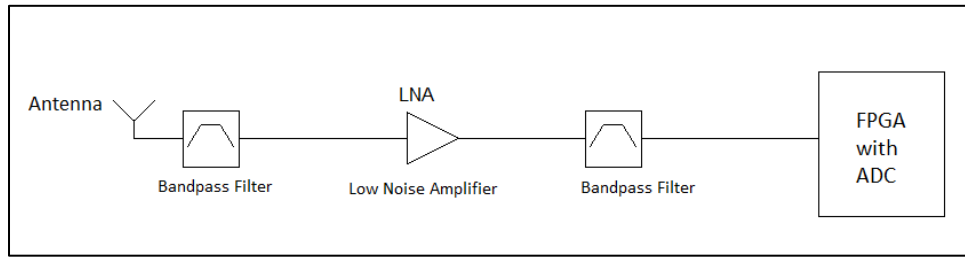 LNA
Antenna
FPGA
with
ADC
Bandpass Filter
Low Noise Amplifier
Bandpass Filter